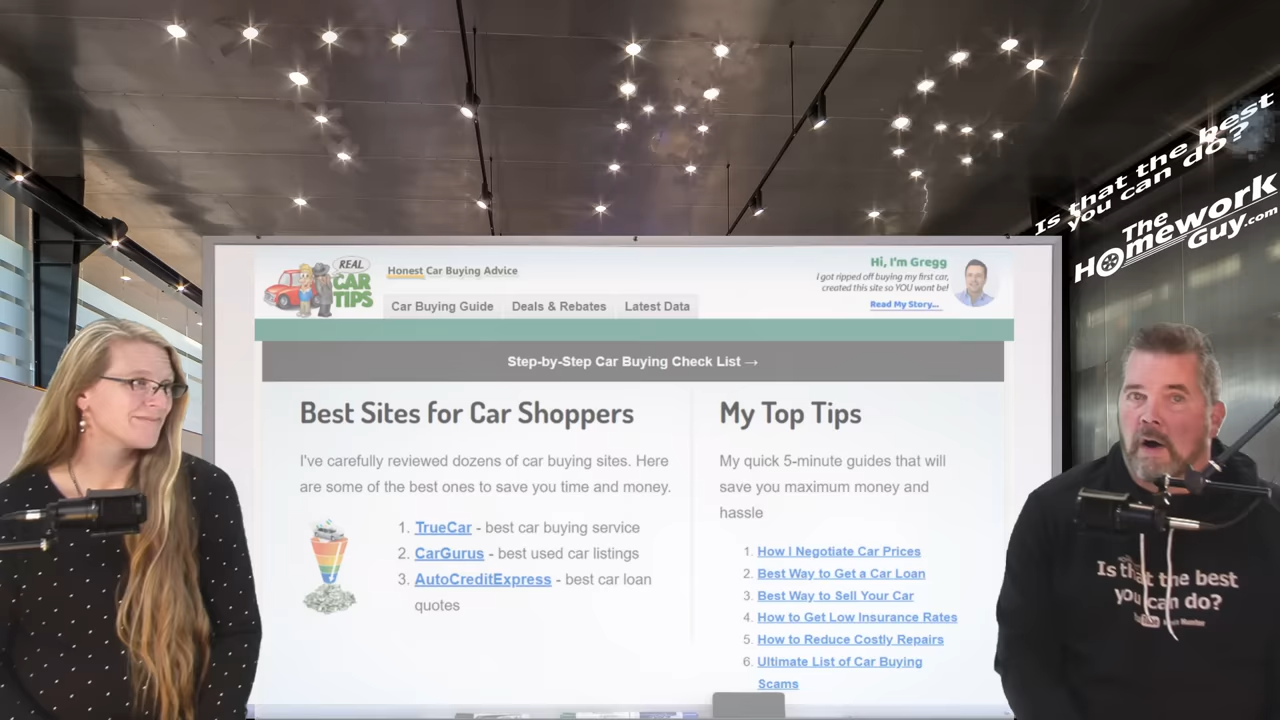 Is that the best
you can do?
The
Homework
Guy.com
REAL
CAR
TIPS
Honest Car Buying Advice
Hi, I'm Gregg
I got ripped off buying my first car,
created this site so YOU wont be!
Read My Story...
Car Buying Guide
Deals & Rebates
Latest Data
Step-by-Step Car Buying Check List →
Best Sites for Car Shoppers
I've carefully reviewed dozens of car buying sites. Here
are some of the best ones to save you time and money.
1. TrueCar - best car buying service
2. CarGurus - best used car listings
3. AutoCreditExpress - best car loan
quotes
My Top Tips
My quick 5-minute guides that will
save you maximum money and
hassle
1. How I Negotiate Car Prices
2. Best Way to Get a Car Loan
3. Best Way to Sell Your Car
4. How to Get Low Insurance Rates
5. How to Reduce Costly Repairs
6. Ultimate List of Car Buying
Scams
Is that the best
you can do?